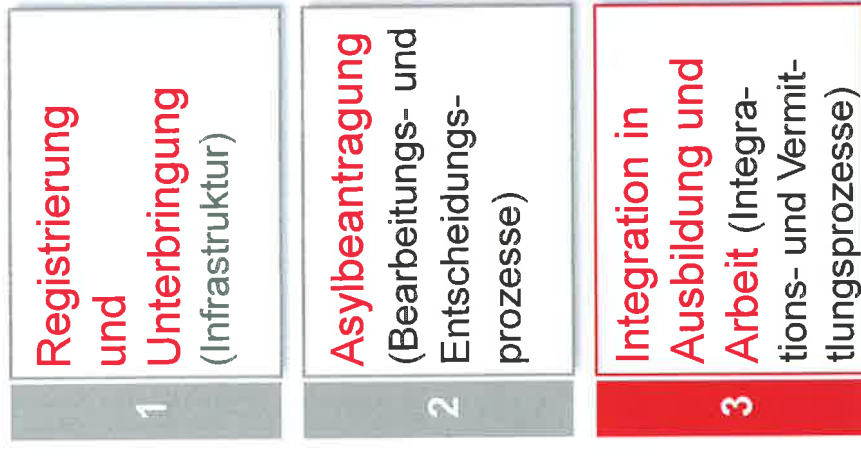 1
Registrierung
und
Unterbringung
(Infrastruktur)
2
Asylbeantragung
(Bearbeitungs- und
Entscheidungs-
prozesse)
3
Integration in
Ausbildung und
Arbeit (Integra-
tions- und Vermit-
tlungsprozesse)